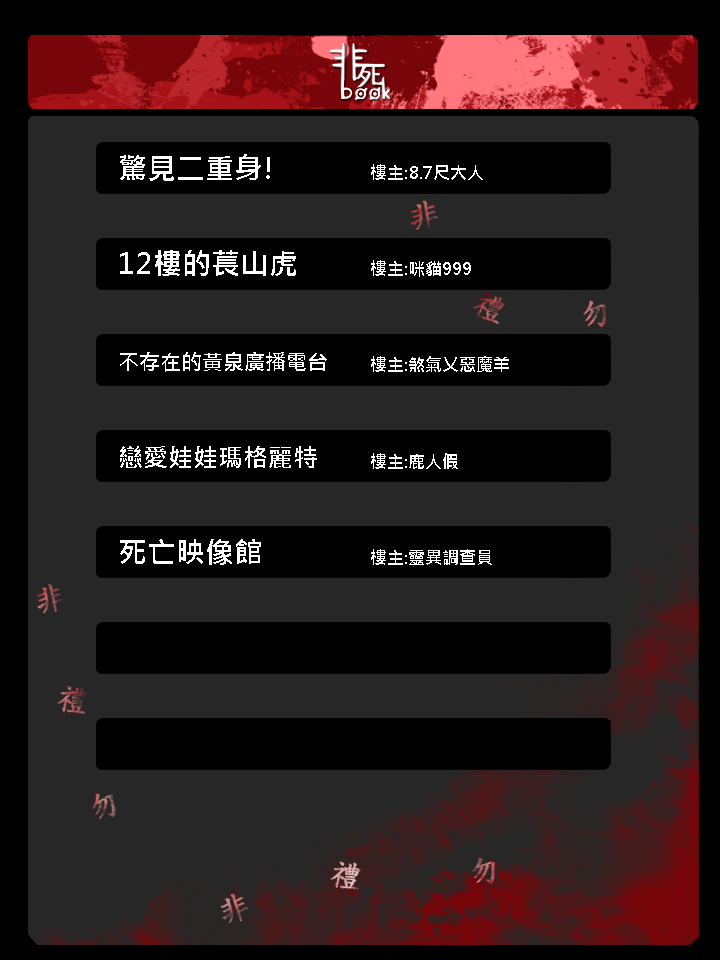 非死
book
驚見二重身!
樓主:8.7尺大人
非
12樓的萇山虎
樓主:咪貓999
禮
勿
不存在的黃泉廣播電台
樓主:煞氣乂惡魔羊
戀愛娃娃瑪格麗特
樓主:鹿人假
死亡映像館
樓主:靈異調查員
非
禮
勿
禮
勿
非